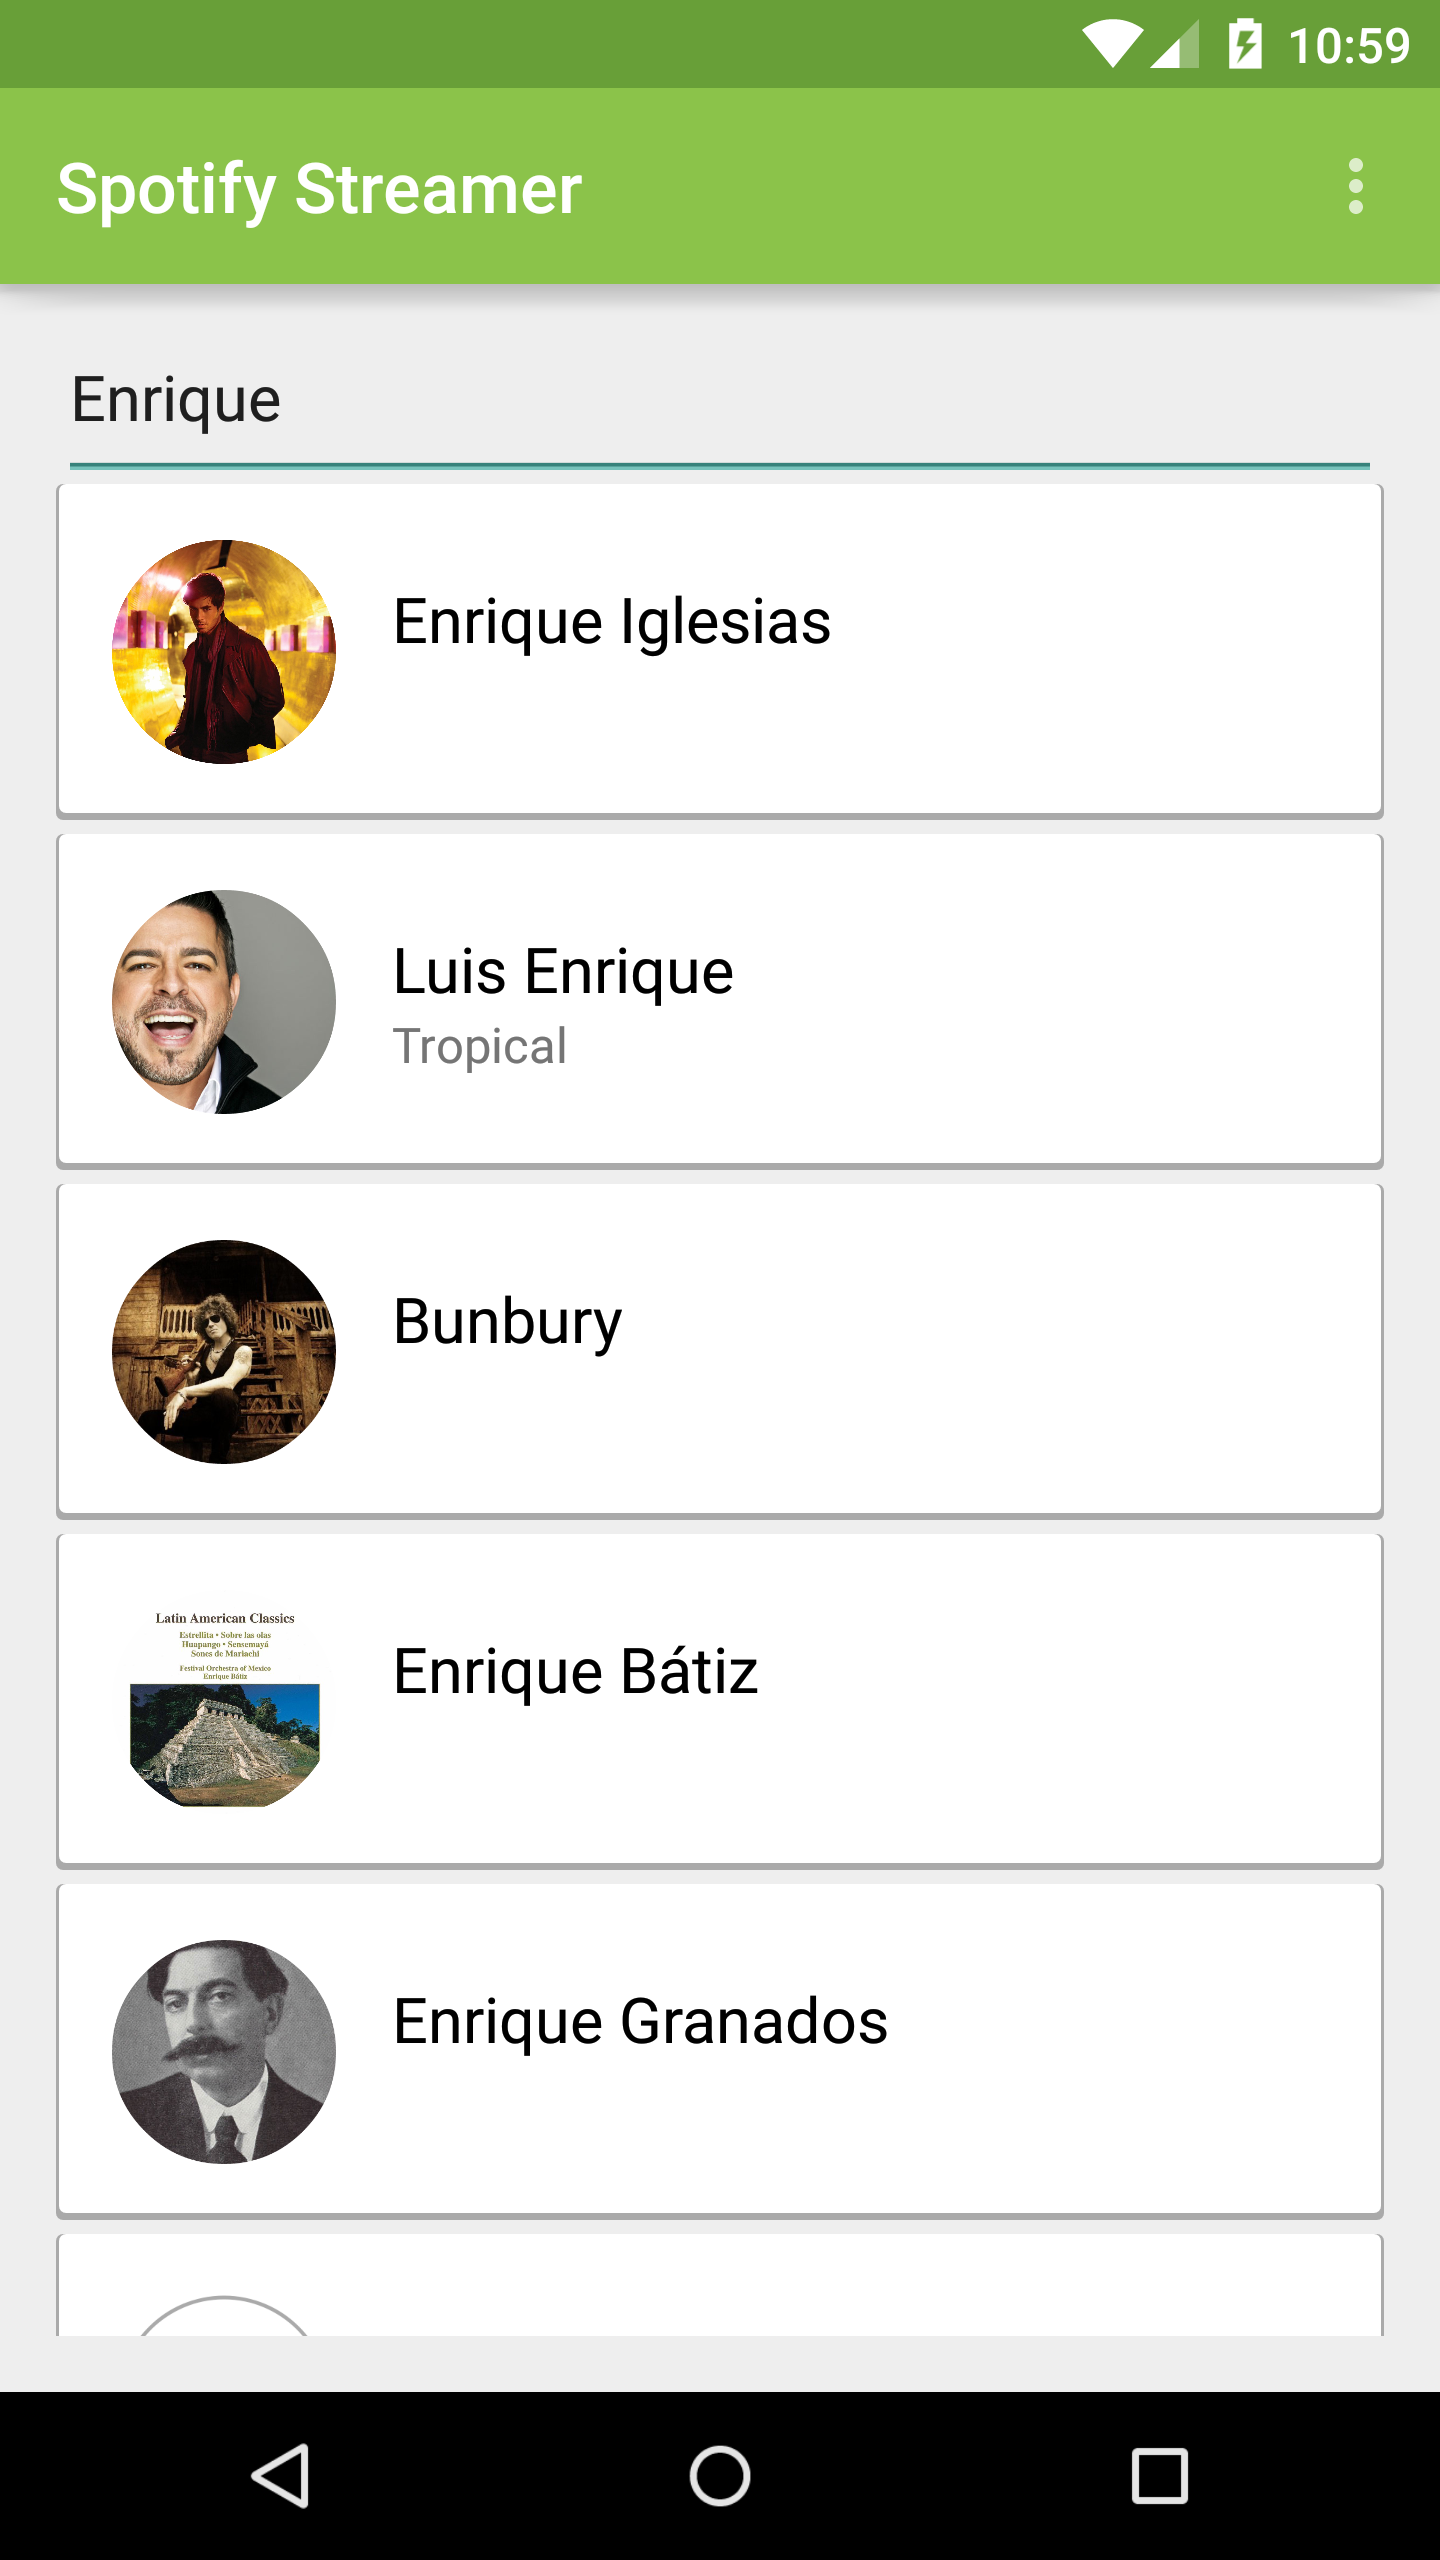 10:59
Spotify Streamer
Enrique
Enrique Iglesias
Luis Enrique
Tropical
Bunbury
Latin American Classics
Estrellita • Sobre las olas
Huapango • Sensemayá
Sones de Mariachi
Festival Orchestra of Mexico
Enrique Bátiz
Enrique Bátiz
Enrique Granados